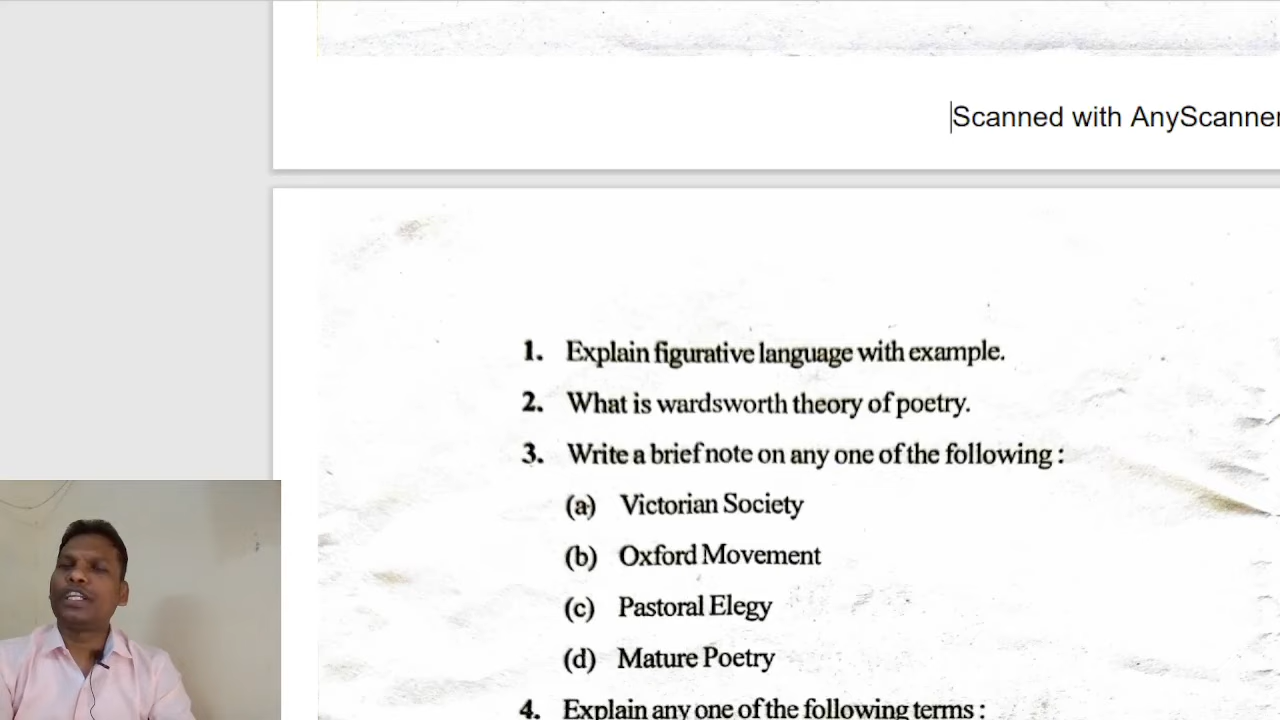 Scanned with AnyScanner
1. Explain figurative language with example.
2. What is wardsworth theory of poetry.
3. Write a brief note on any one of the following :
(a) Victorian Society
(b) Oxford Movement
(c) Pastoral Elegy
(d) Mature Poetry
4. Explain any one of the following terms :